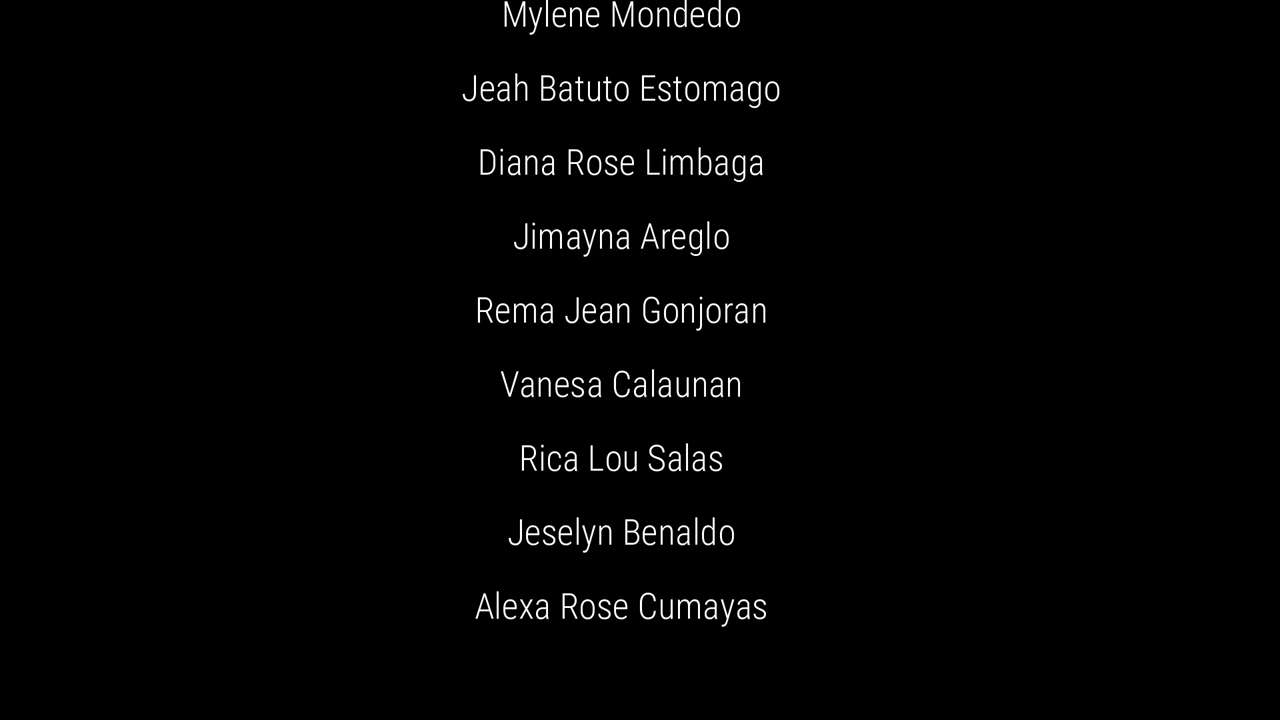 Mylene Mondedo
Jeah Batuto Estomago
Diana Rose Limbaga
Jimayna Areglo
Rema Jean Gonjoran
Vanesa Calaunan
Rica Lou Salas
Jeselyn Benaldo
Alexa Rose Cumayas